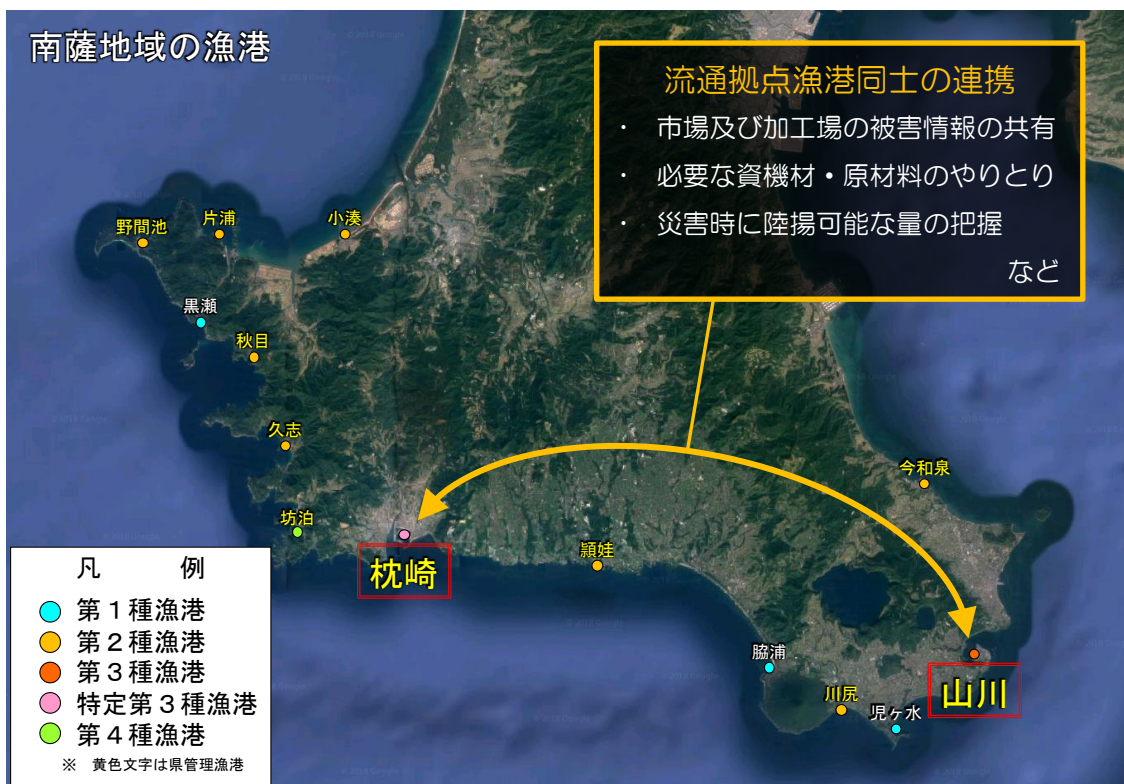 南薩地域の漁港
流通拠点漁港同士の連携
・ 市場及び加工場の被害情報の共有
・ 必要な資機材・原材料のやりとり
・ 災害時に陸揚可能な量の把握
など
野間池
片浦
小湊
黒瀬
秋目
久志
坊泊
枕崎
頴娃
今和泉
脇浦
川尻
児ヶ水
山川
凡 例
第１種漁港
第２種漁港
第３種漁港
特定第３種漁港
第４種漁港
※ 黄色文字は県管理漁港